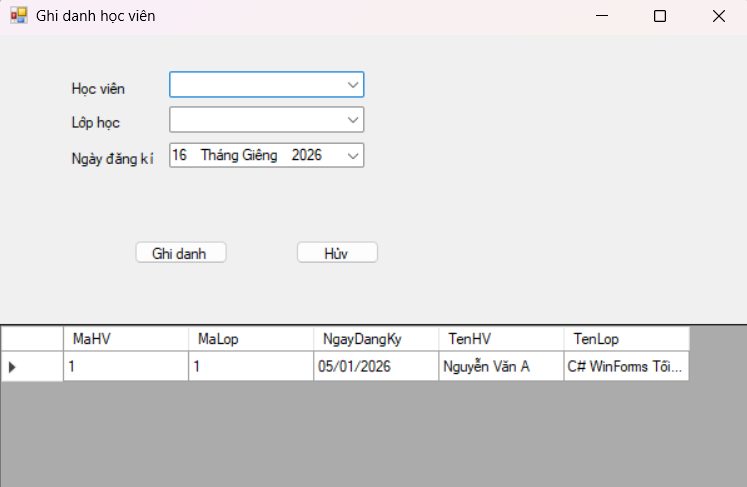 Ghi danh học viên
Học viên
Lớp học
Ngày đăng kí 16 Tháng Giêng 2026
Ghi danh Hủy
MaHV MaLop NgayDangKy TenHV TenLop
1 1 05/01/2026 Nguyễn Văn A C# WinForms Tối...